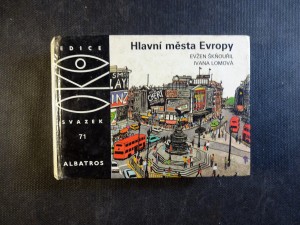 EDICE
OKO
SVAZEK
71
ALBATROS
Hlavní města Evropy
EVŽEN ŠEŇOUŘIL
IVANA LOMOVÁ